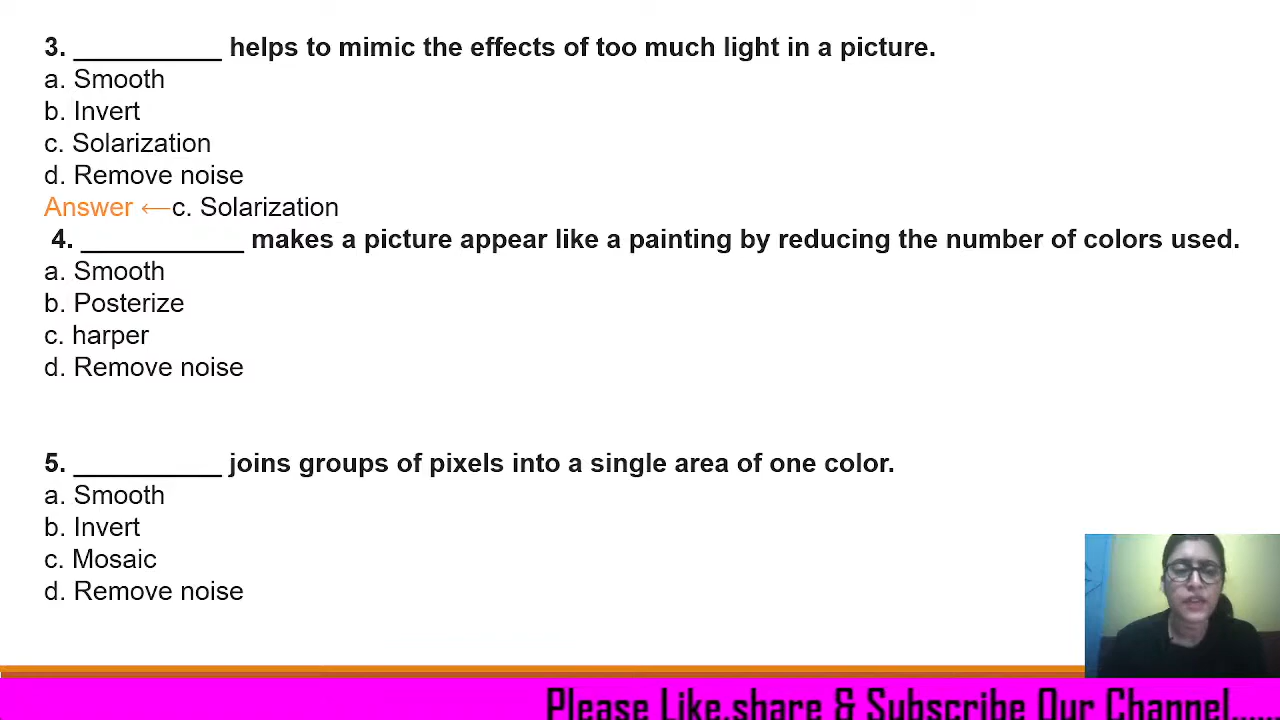 3. __________ helps to mimic the effects of too much light in a picture.
a. Smooth
b. Invert
c. Solarization
d. Remove noise
Answer ⟵c. Solarization
4. ___________ makes a picture appear like a painting by reducing the number of colors used.
a. Smooth
b. Posterize
c. harper
d. Remove noise
5. __________ joins groups of pixels into a single area of one color.
a. Smooth
b. Invert
c. Mosaic
d. Remove noise
Please Like,share & Subscribe Our Channel.....